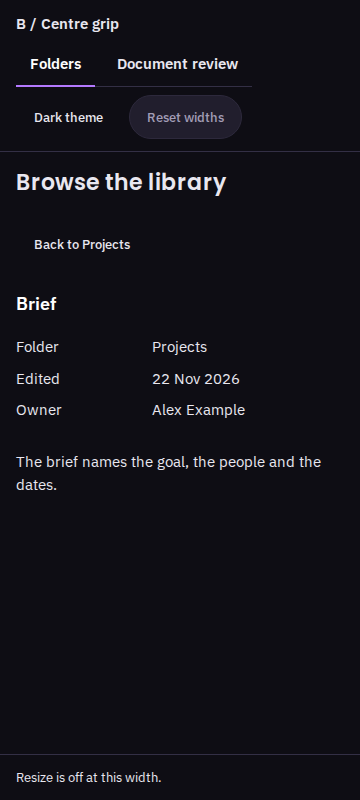 B / Centre grip
Folders Document review
Dark theme Reset widths
Browse the library
Back to Projects
Brief
Folder Projects
Edited 22 Nov 2026
Owner Alex Example
The brief names the goal, the people and the
dates.
Resize is off at this width.